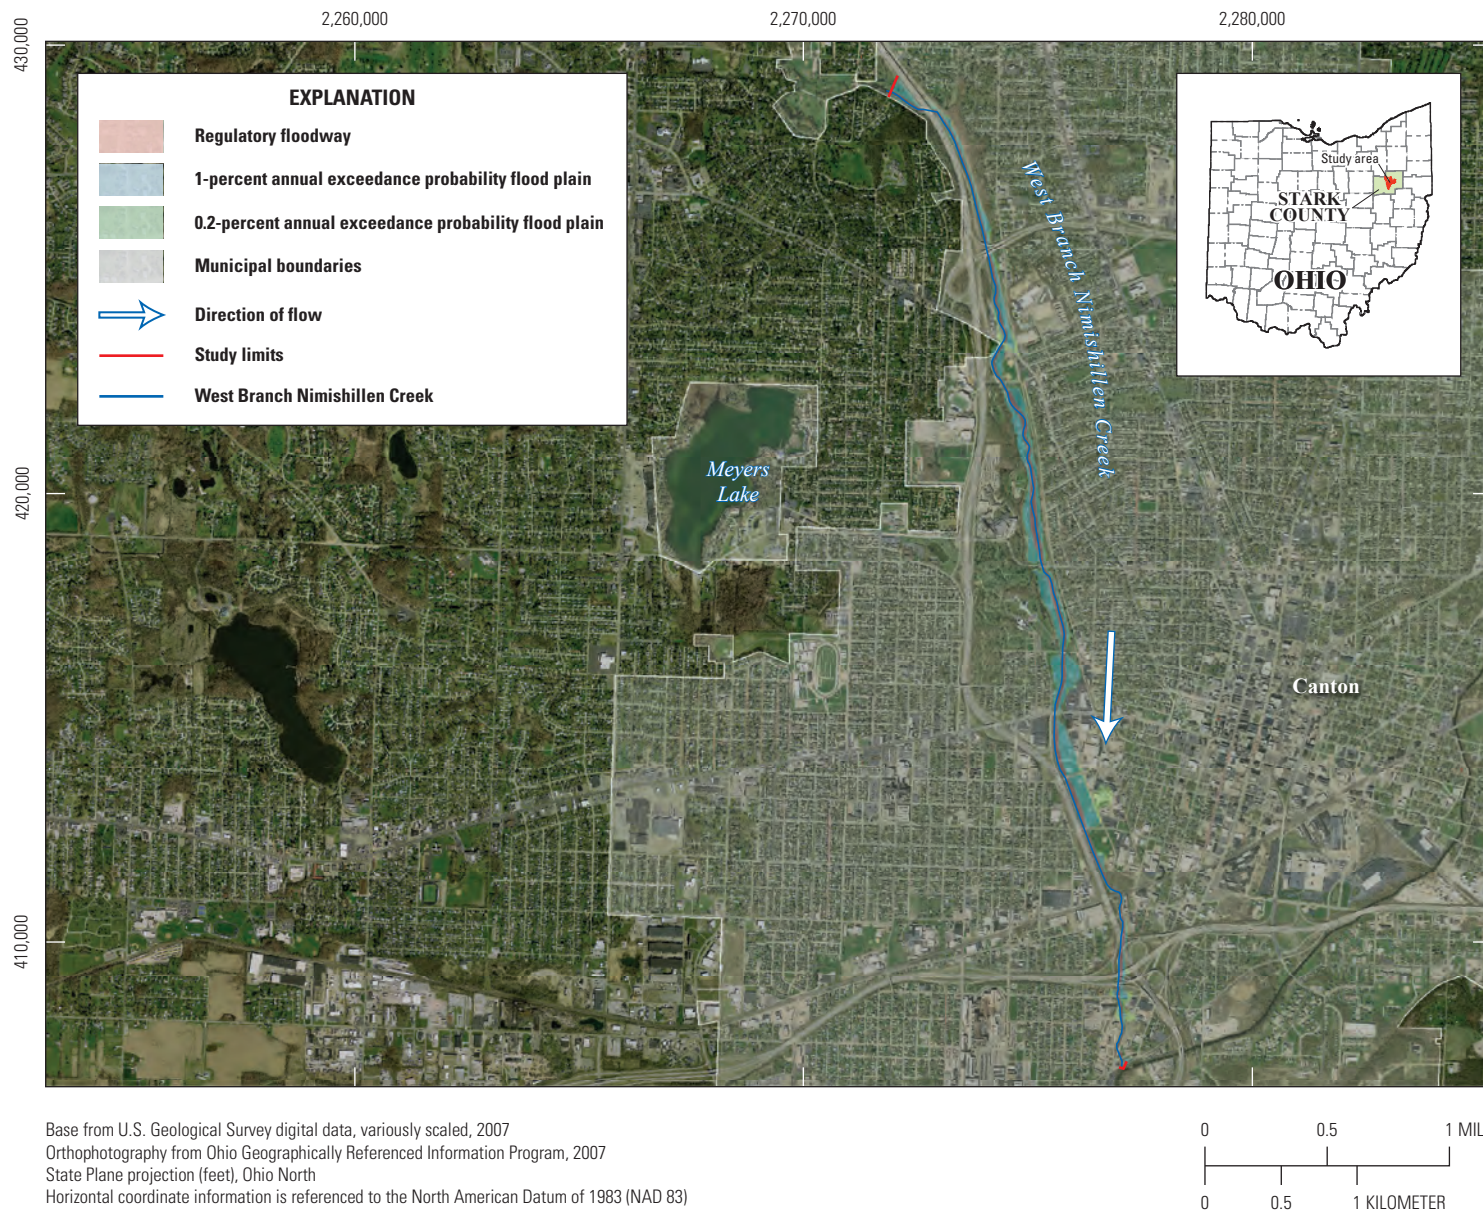 2,260,000
2,270,000
2,280,000
430,000
420,000
410,000
EXPLANATION
Regulatory floodway
1-percent annual exceedance probability flood plain
0.2-percent annual exceedance probability flood plain
Municipal boundaries
Direction of flow
Study limits
West Branch Nimishillen Creek
West Branch Nimishillen Creek
Study area
STARK
COUNTY
OHIO
Meyers
Lake
Canton
Base from U.S. Geological Survey digital data, variously scaled, 2007
Orthophotography from Ohio Geographically Referenced Information Program, 2007
State Plane projection (feet), Ohio North
Horizontal coordinate information is referenced to the North American Datum of 1983 (NAD 83)
0 0.5 1 MIL
0 0.5 1 KILOMETER